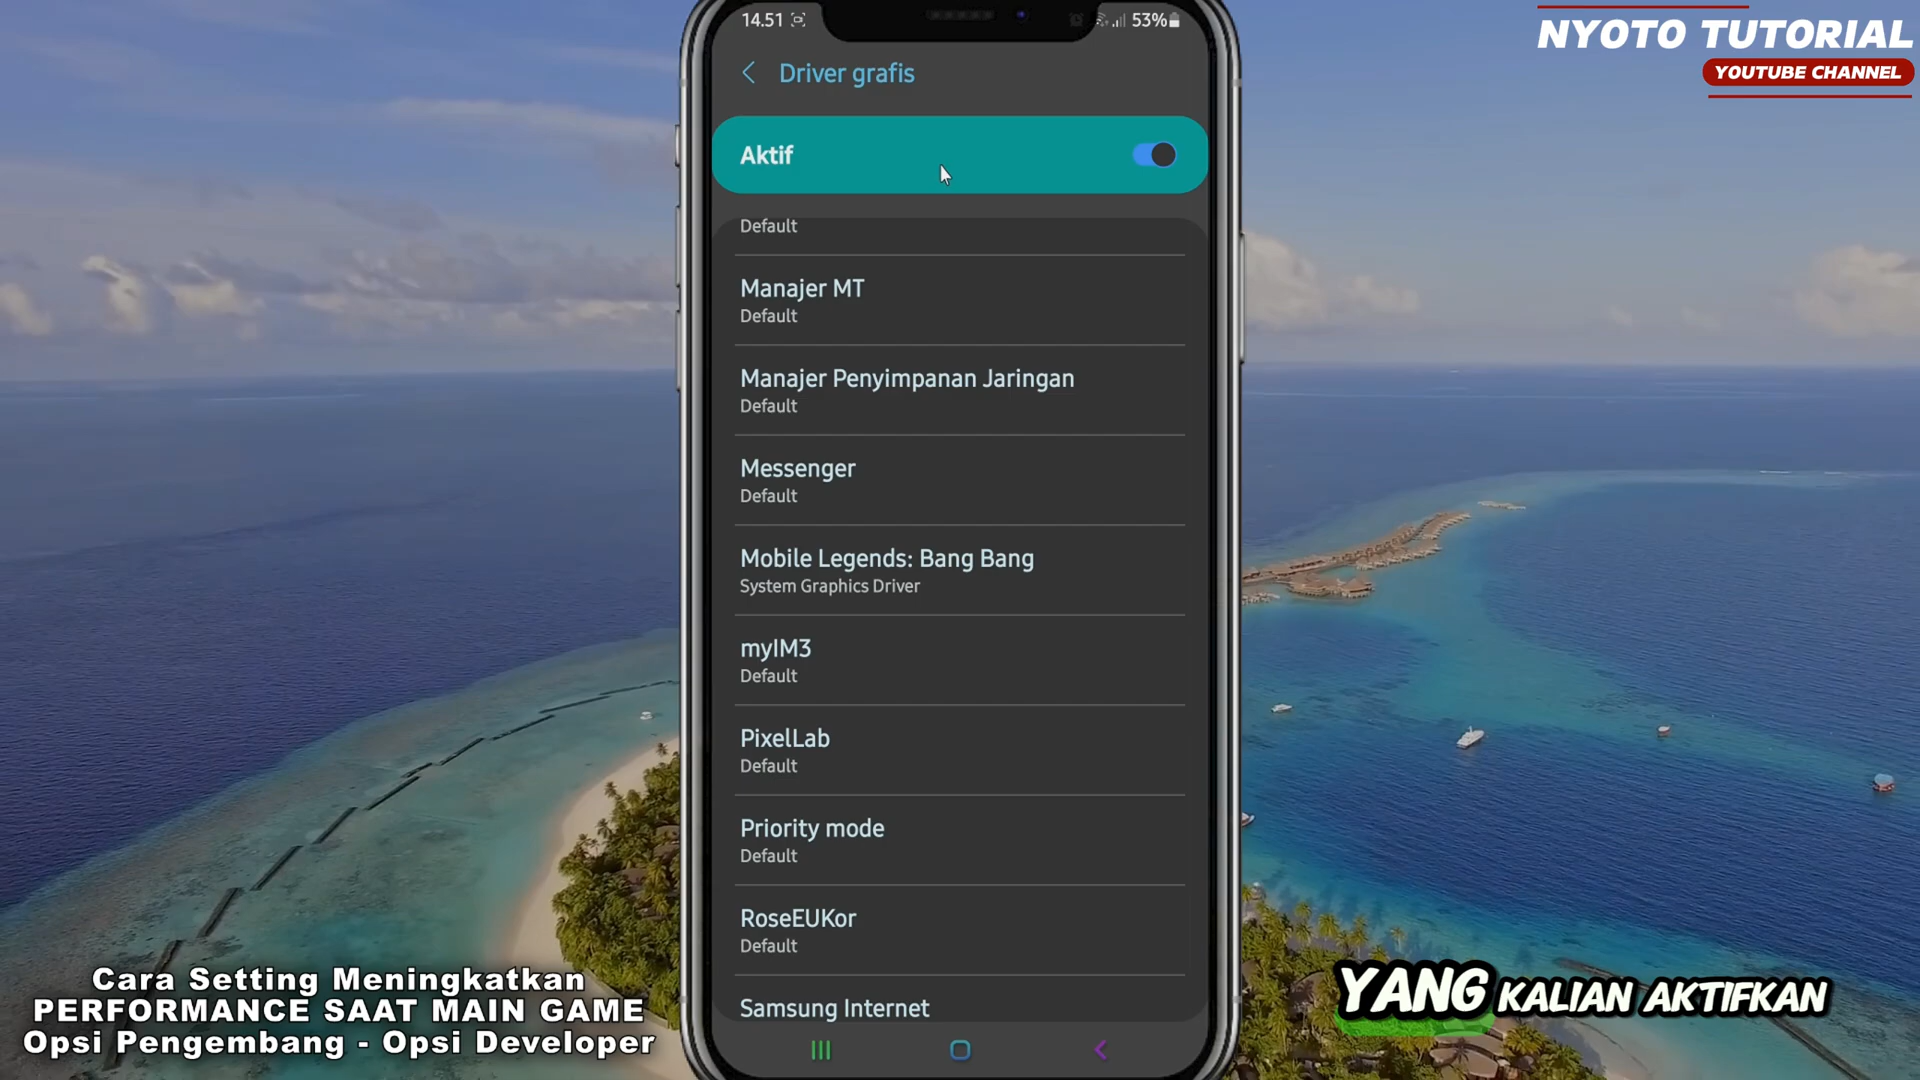 14.51
53%
NYOTO TUTORIAL
YOUTUBE CHANNEL
Driver grafis
Aktif
Default
Manajer MT
Default
Manajer Penyimpanan Jaringan
Default
Messenger
Default
Mobile Legends: Bang Bang
System Graphics Driver
myIM3
Default
PixelLab
Default
Priority mode
Default
RoseEUKor
Default
Samsung Internet
Cara Setting Meningkatkan
PERFORMANCE SAAT MAIN GAME
Opsi Pengembang - Opsi Developer
YANG KALIAN AKTIFKAN